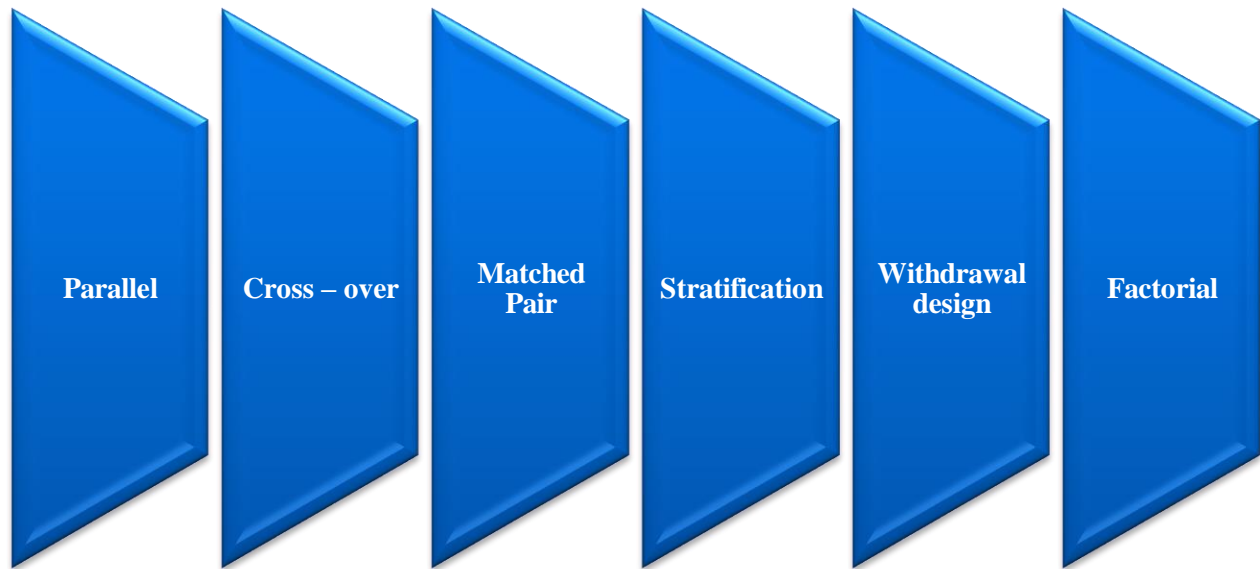 Parallel
Cross – over
Matched
Pair
Stratification
Withdrawal
design
Factorial